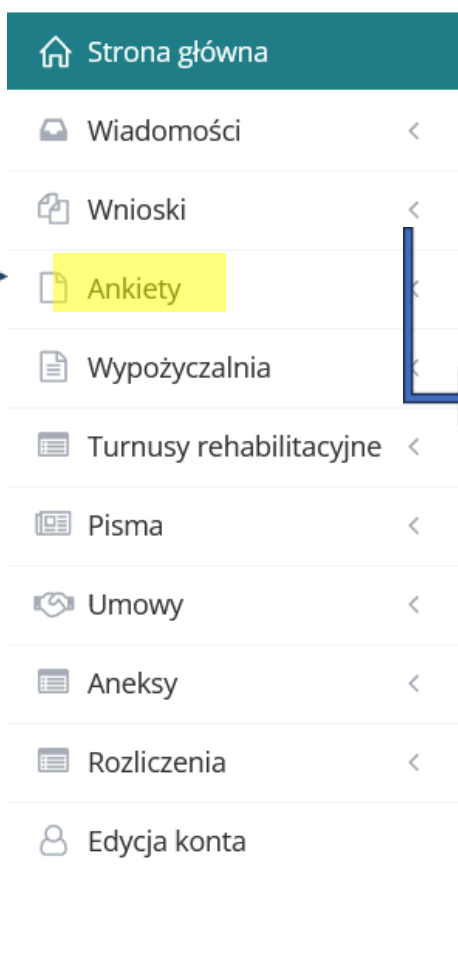 Strona główna
Wiadomości
Wnioski
Ankiety
Wypożyczalnia
Turnusy rehabilitacyjne
Pisma
Umowy
Aneksy
Rozliczenia
Edycja konta